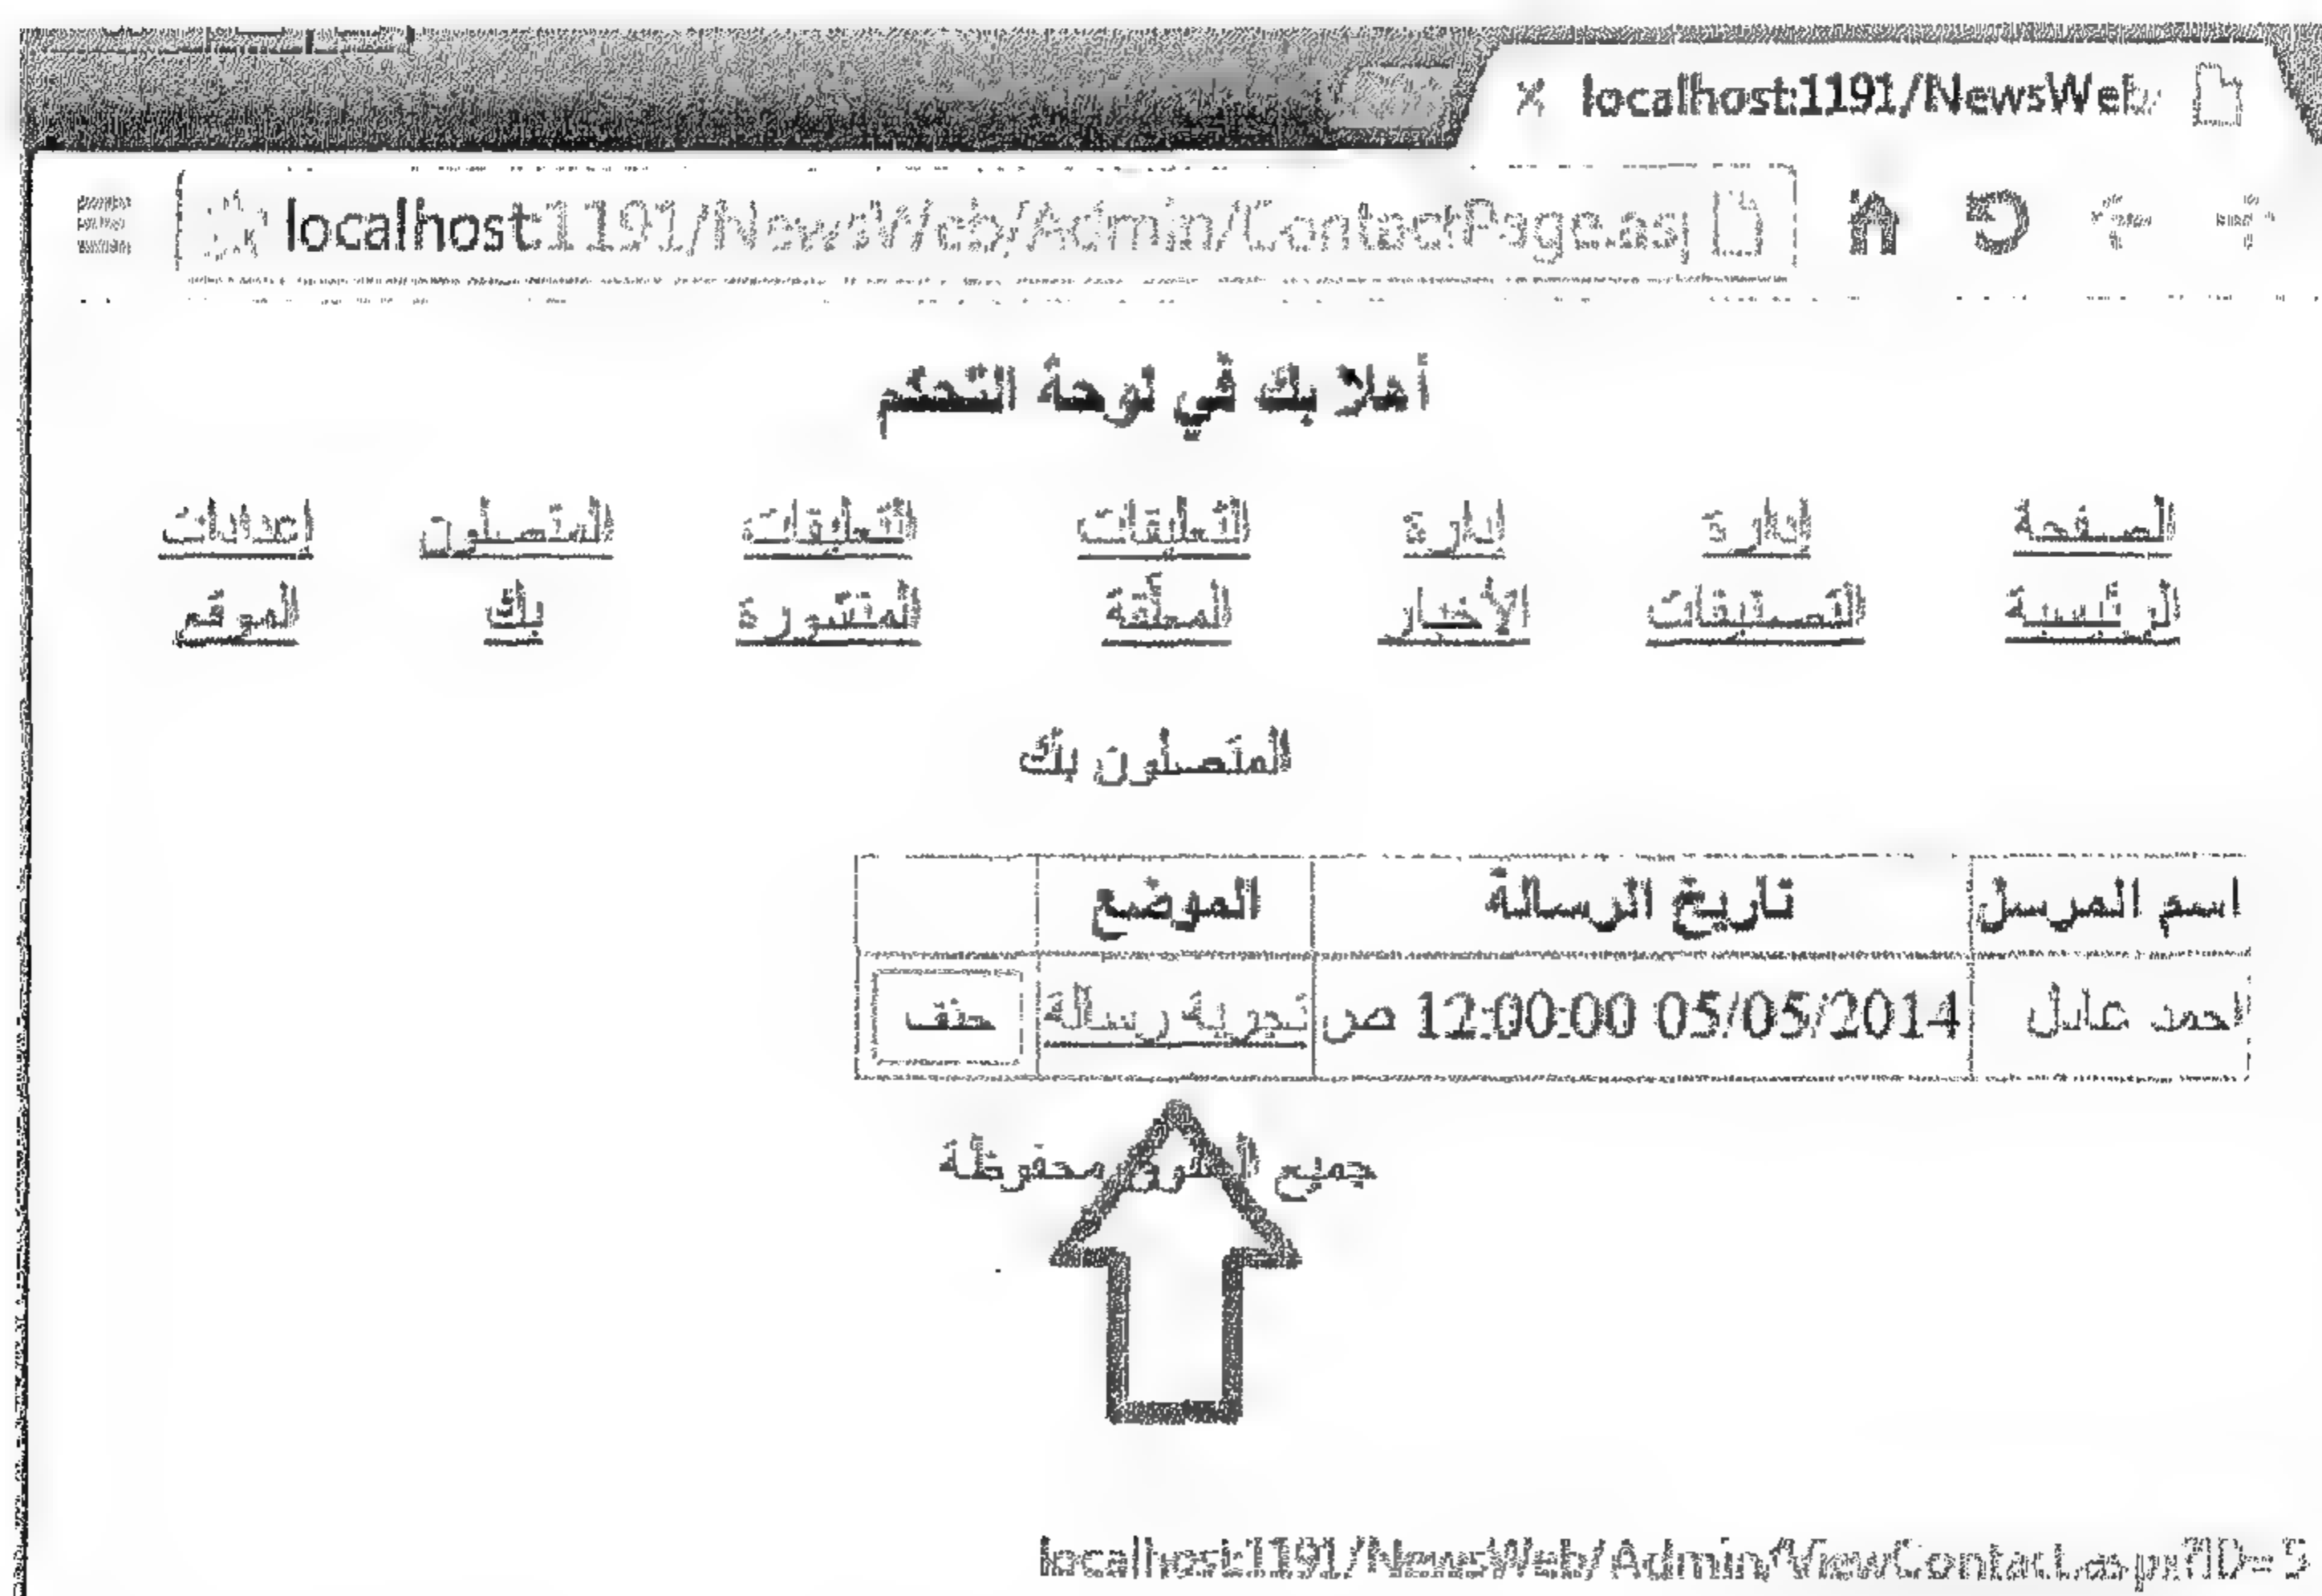 localhost:1191/NewsWeb/
localhost:1191/NewsWeb/Admin/ContactPage.asp
أهلا بك في لوحة التحكم
الصفحة الرئيسية
إدارة التصنيفات
إدارة الأخبار
التعليقات المعلقة
التعليقات المنشورة
المتصلون بك
إعدادات الموقع
المتصلون بك
اسم المرسل تاريخ الرسالة الموضع
احمد عادل 05/05/2014 12:00:00 ص تجربة رسالة حذف
جميع الحقوق محفوظة
localhost:1191/NewsWeb/Admin/ViewContact.aspx?ID=5